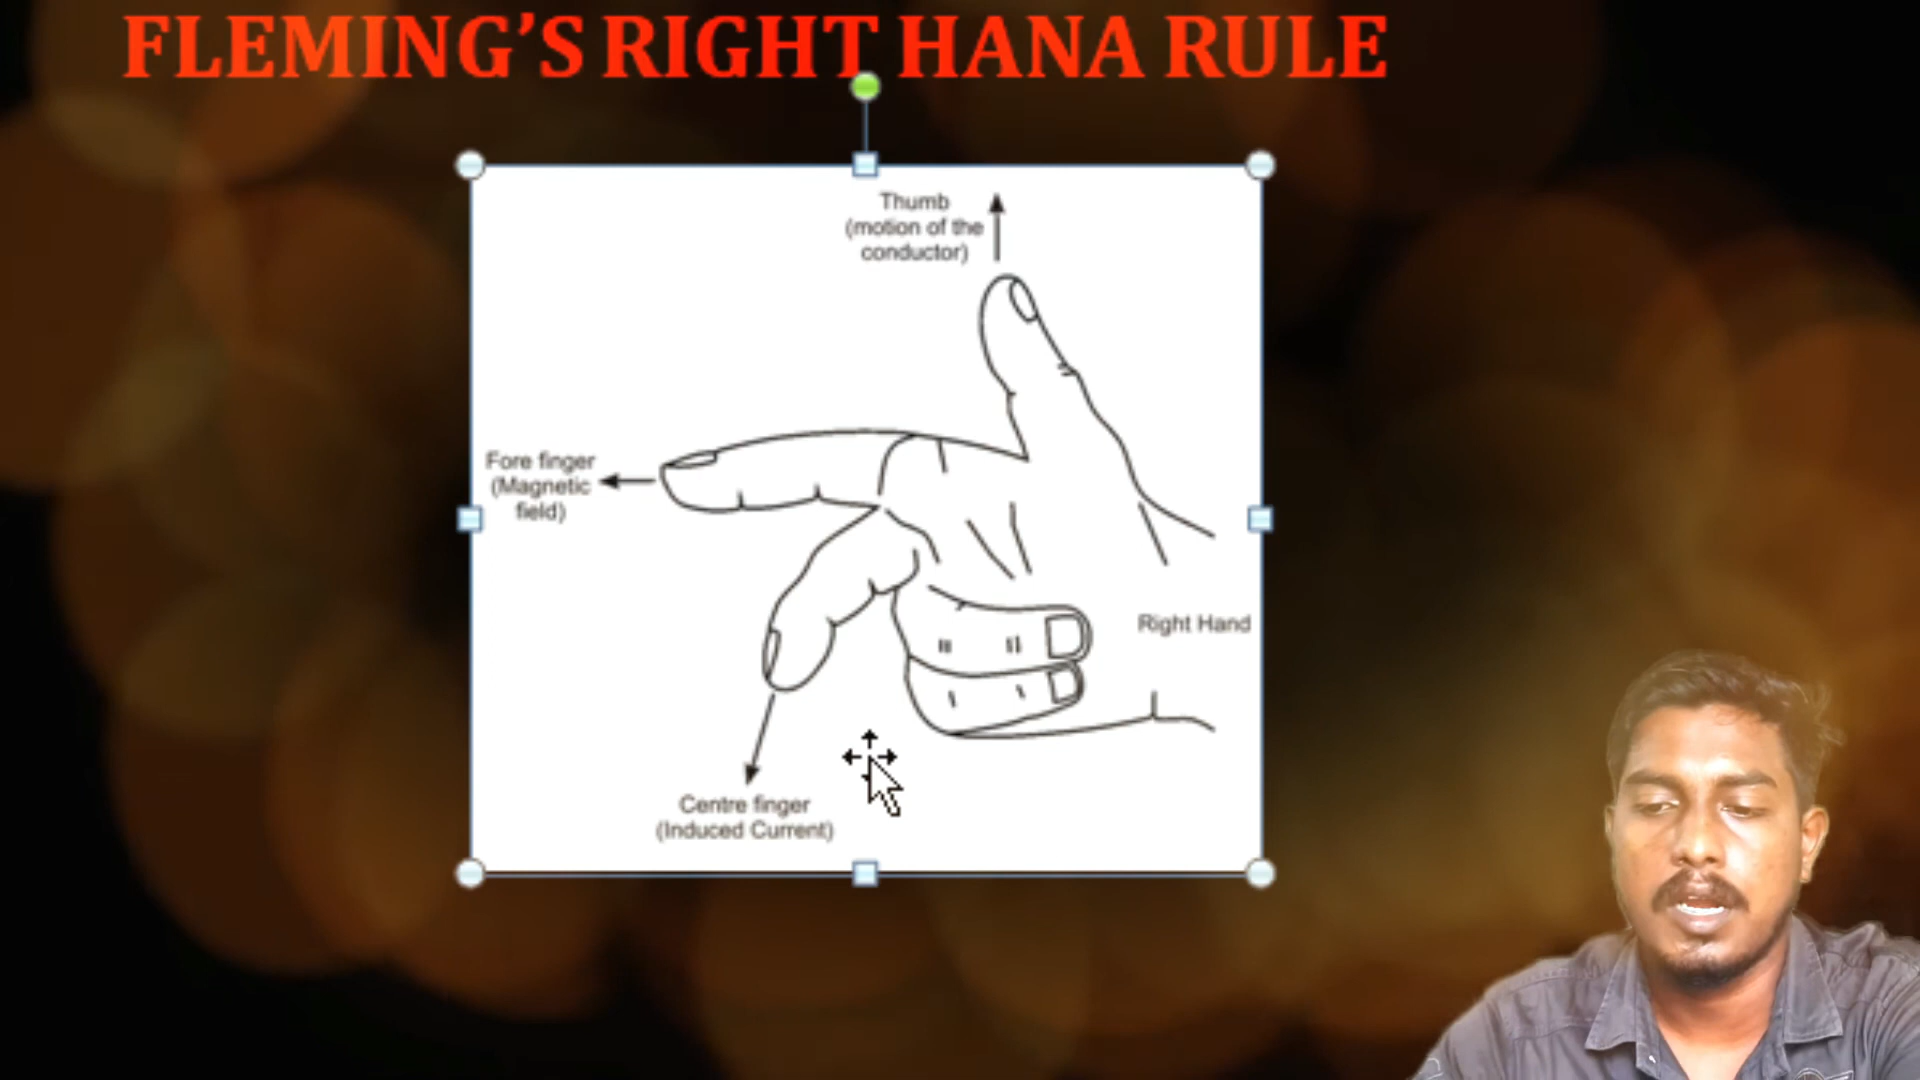 FLEMING’S RIGHT HANA RULE
Thumb
(motion of the
conductor)
Fore finger
(Magnetic
field)
Right Hand
Centre finger
(Induced Current)